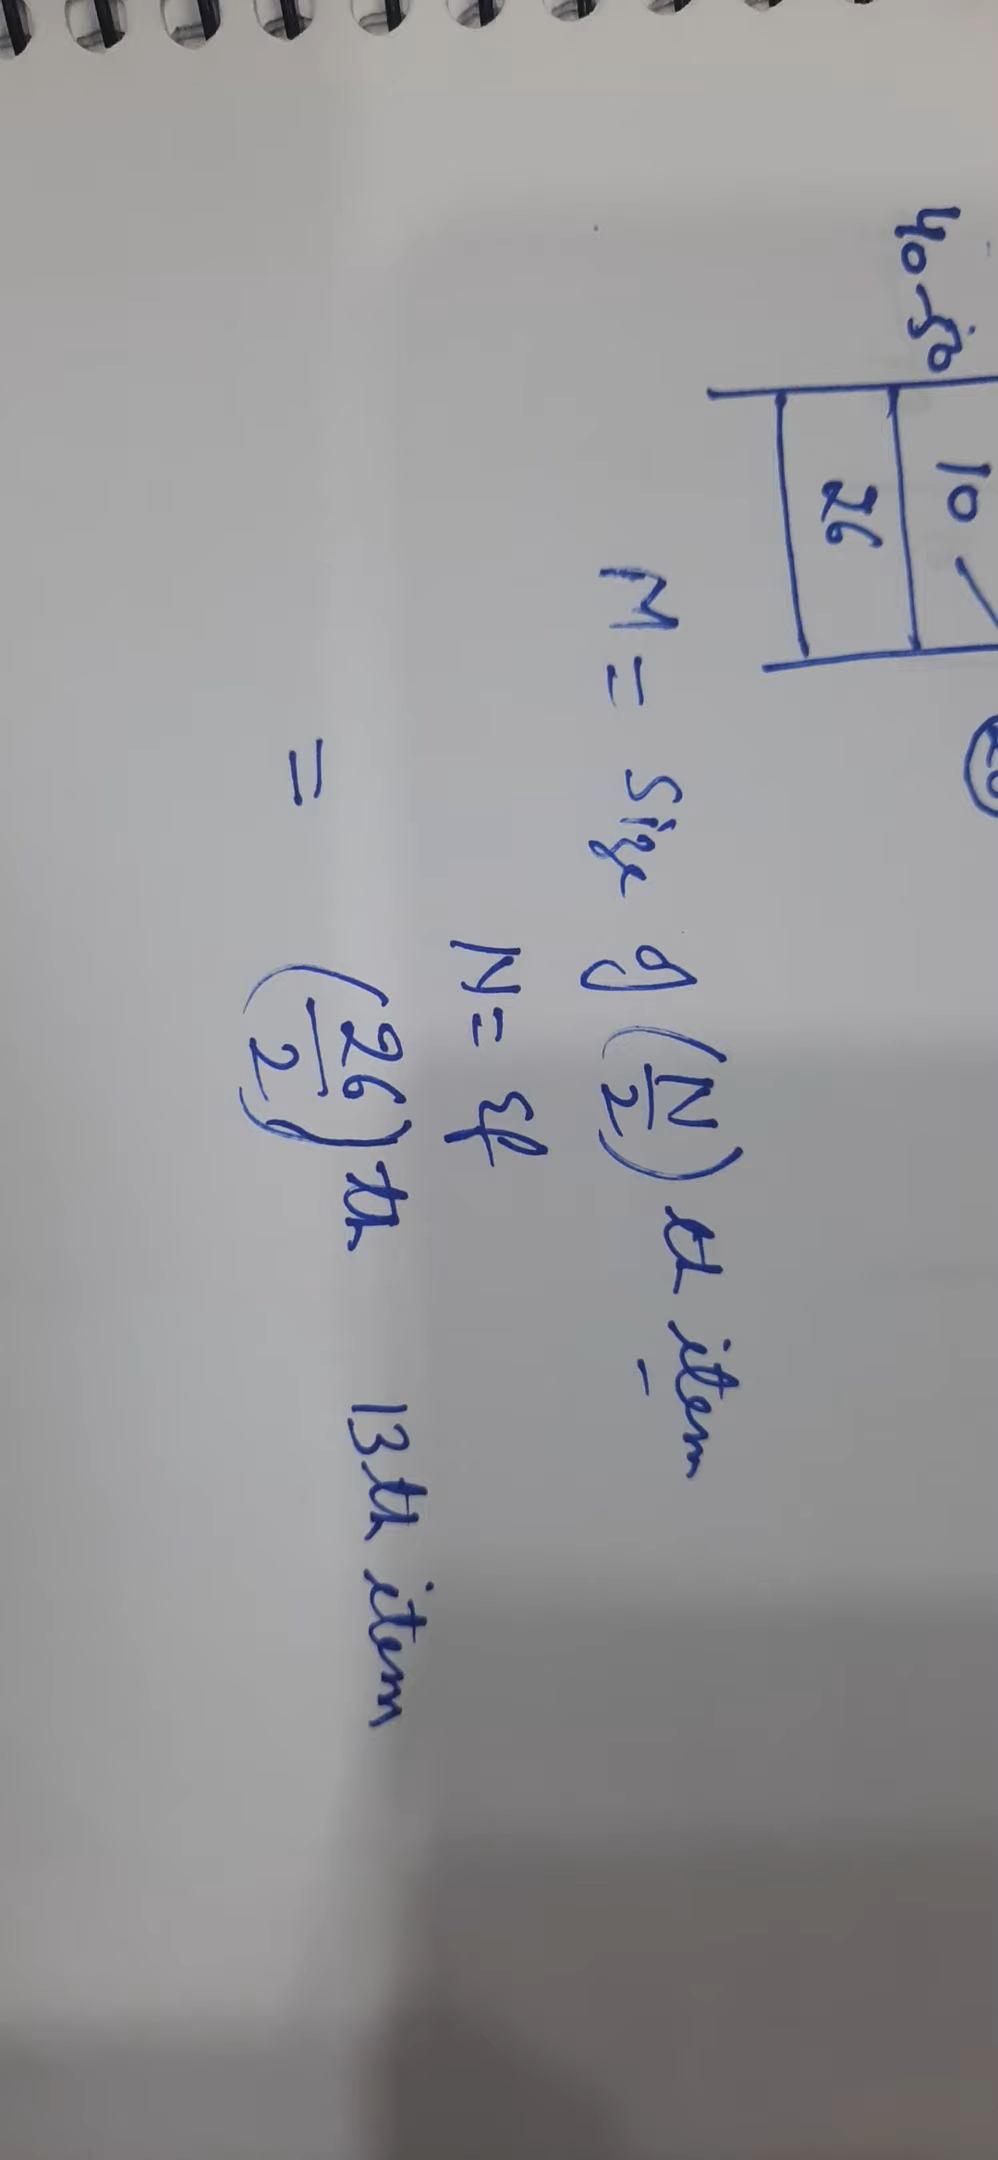 40-50 10
26
M = Size of (N/2) th item
N = Σf
= (26/2) th 13th item